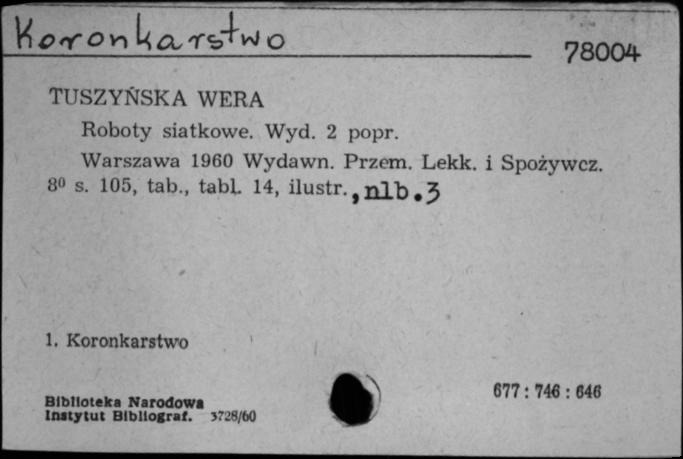 Koronkarstwo
78004
TUSZYŃSKA WERA
Roboty siatkowe. Wyd. 2 popr.
Warszawa 1960 Wydawn. Przem. Lekk. i Spożywcz.
8⁰ s. 105, tab., tabl. 14, ilustr., nlb. 3
1. Koronkarstwo
677 : 746 : 646
Biblioteka Narodowa
Instytut Bibliograf. 3728/60